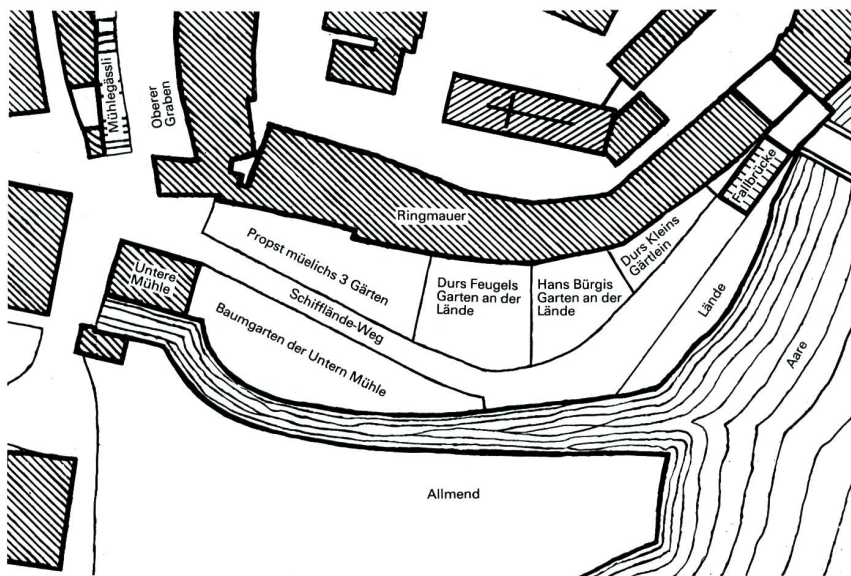 Mühlegässli
Oberer
Graben
Ringmauer
Fallbrücke
Propst müelichs 3 Gärten
Durs Feugels
Garten an der
Lände
Hans Bürgis
Garten an der
Lände
Durs Kleins
Gärtlein
Untere
Mühle
Schifflände-Weg
Baumgarten der Untern Mühle
Lände
Aare
Allmend